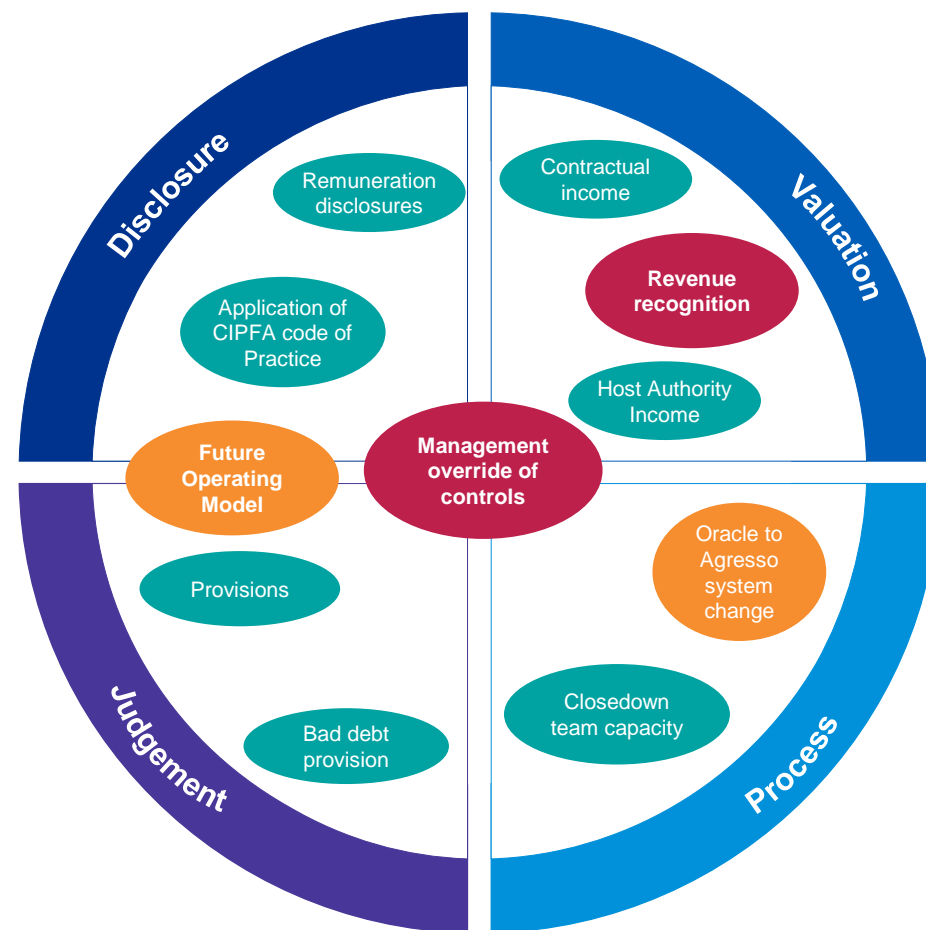 Disclosure
Remuneration
disclosures
Application of
CIPFA code of
Practice
Valuation
Contractual
income
Revenue
recognition
Host Authority
Income
Future
Operating
Model
Management
override of
controls
Judgement
Provisions
Bad debt
provision
Process
Oracle to
Agresso
system
change
Closedown
team capacity